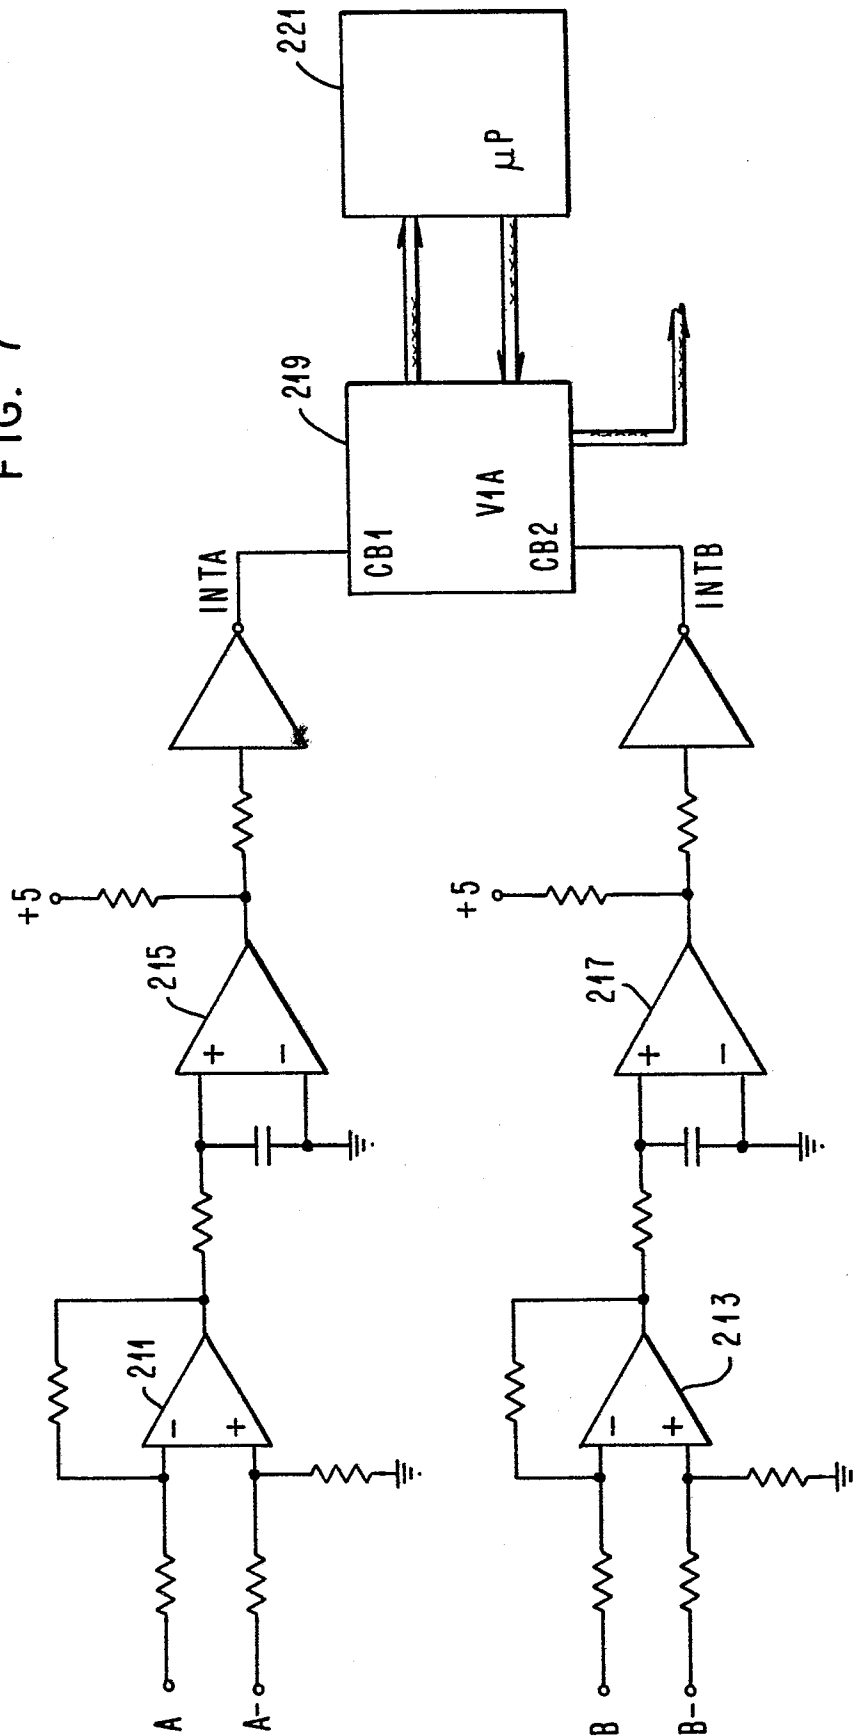 FIG. 7
A
A-
211
-
+
215
+
-
+5
INTA
B
B-
213
-
+
217
+
-
+5
INTB
219
CB1
V1A
CB2
221
μP